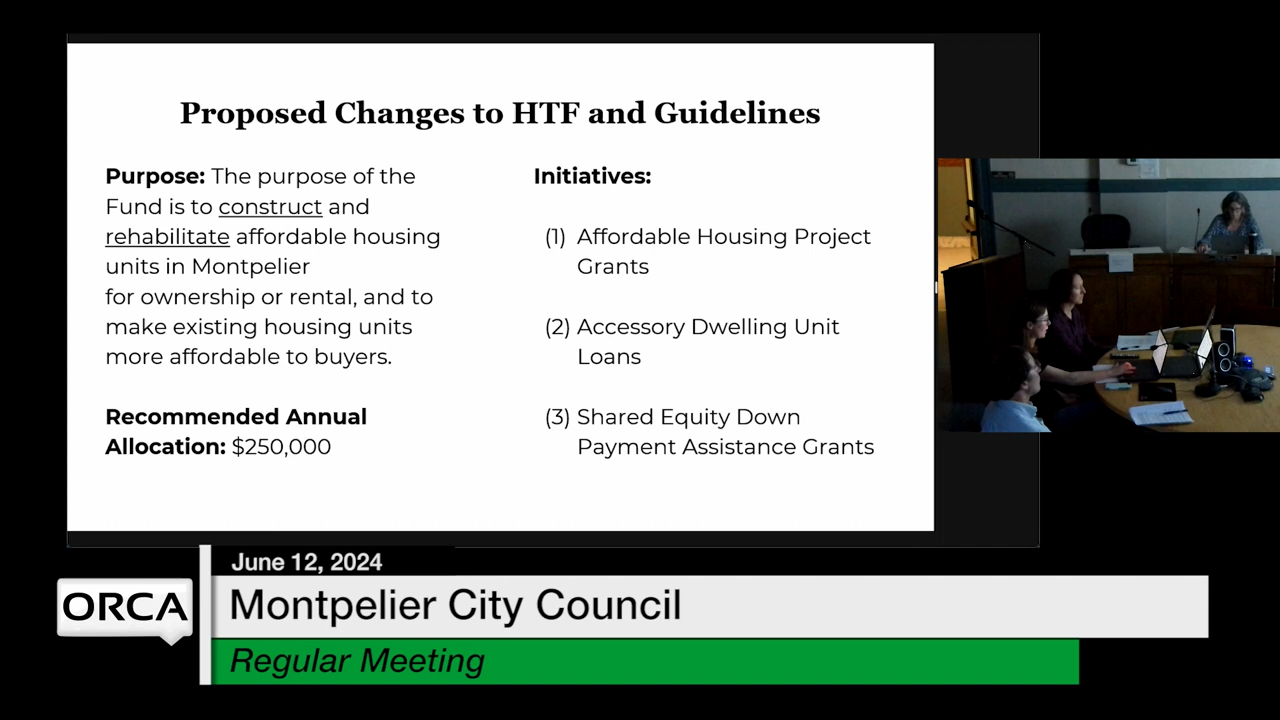 Proposed Changes to HTF and Guidelines
Purpose: The purpose of the
Fund is to construct and
rehabilitate affordable housing
units in Montpelier
for ownership or rental, and to
make existing housing units
more affordable to buyers.
Recommended Annual
Allocation: $250,000
Initiatives:
(1) Affordable Housing Project
Grants
(2) Accessory Dwelling Unit
Loans
(3) Shared Equity Down
Payment Assistance Grants
June 12, 2024
ORCA
Montpelier City Council
Regular Meeting